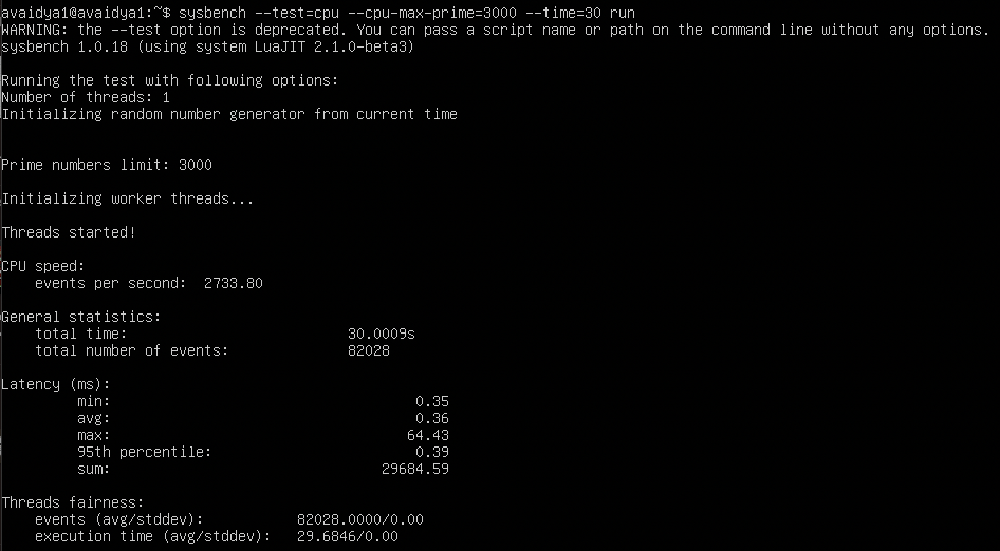 avaidya1@avaidya1:~$ sysbench --test=cpu --cpu-max-prime=3000 --time=30 run
WARNING: the --test option is deprecated. You can pass a script name or path on the command line without any options.
sysbench 1.0.18 (using system LuaJIT 2.1.0-beta3)
Running the test with following options:
Number of threads: 1
Initializing random number generator from current time
Prime numbers limit: 3000
Initializing worker threads...
Threads started!
CPU speed:
events per second: 2733.80
General statistics:
total time: 30.0009s
total number of events: 82028
Latency (ms):
min: 0.35
avg: 0.36
max: 64.43
95th percentile: 0.39
sum: 29684.59
Threads fairness:
events (avg/stddev): 82028.0000/0.00
execution time (avg/stddev): 29.6846/0.00